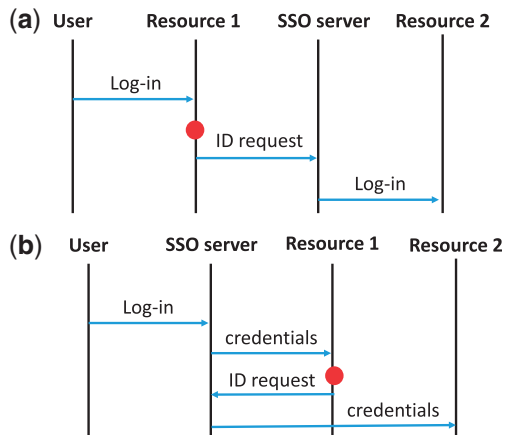 (a) User Resource 1 SSO server Resource 2
Log-in
ID request
Log-in
(b) User SSO server Resource 1 Resource 2
Log-in
credentials
ID request
credentials